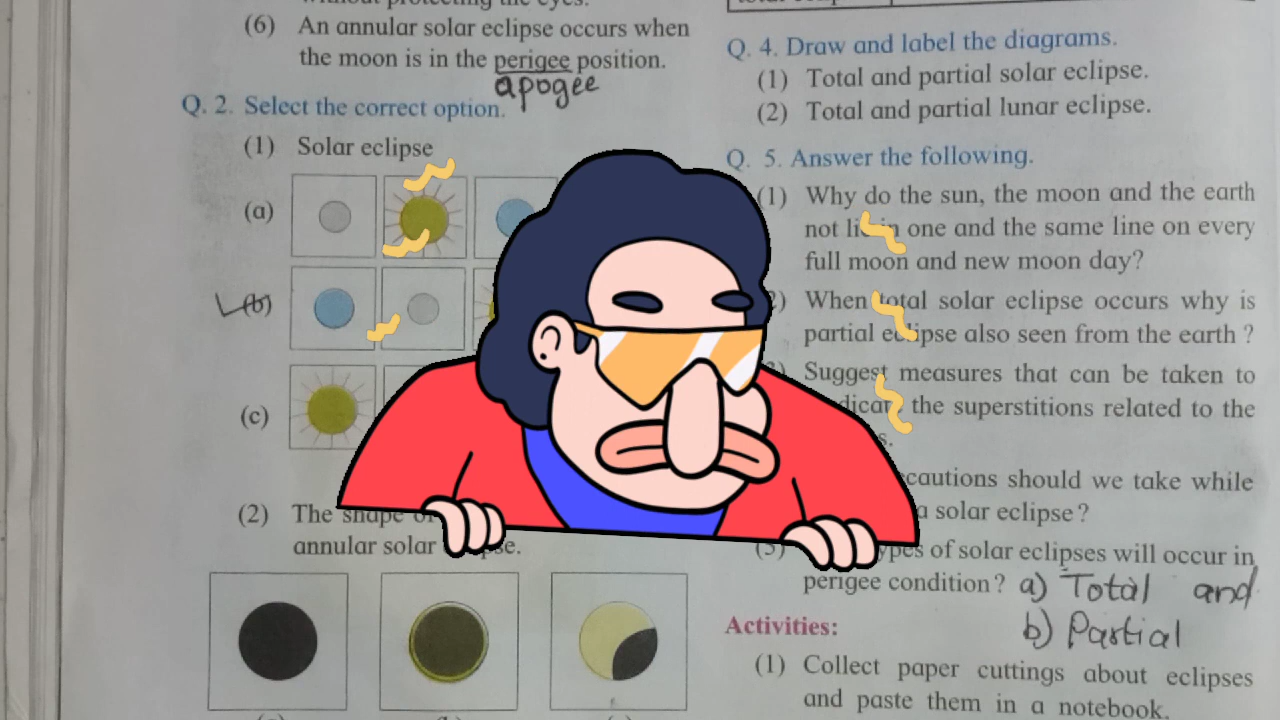 (6) An annular solar eclipse occurs when
the moon is in the perigee position.
apogee
Q. 2. Select the correct option.
(1) Solar eclipse
(a)
(b)
(c)
(2) The shape of
annular solar
Q. 4. Draw and label the diagrams.
(1) Total and partial solar eclipse.
(2) Total and partial lunar eclipse.
Q. 5. Answer the following.
(1) Why do the sun, the moon and the earth
not lie in one and the same line on every
full moon and new moon day?
When total solar eclipse occurs why is
partial eclipse also seen from the earth ?
Suggest measures that can be taken to
the superstitions related to the
should we take while
a solar eclipse?
of solar eclipses will occur in
perigee condition? a) Total and
b) Partial
Activities:
(1) Collect paper cuttings about eclipses
and paste them in a notebook.